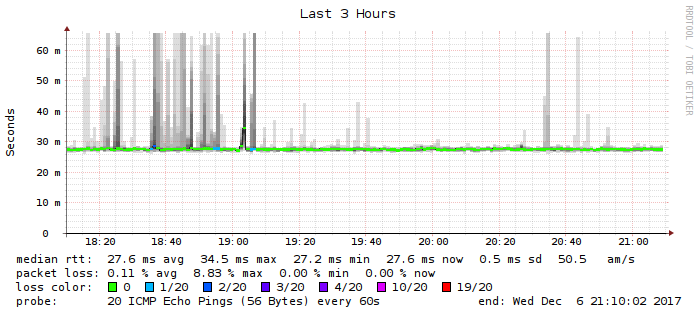 Last 3 Hours
RRDTOOL / TOBI OETIKER
Seconds
60 m
50 m
40 m
30 m
20 m
10 m
0
18:20 18:40 19:00 19:20 19:40 20:00 20:20 20:40 21:00
median rtt: 27.6 ms avg 34.5 ms max 27.2 ms min 27.6 ms now 0.5 ms sd 50.5 am/s
packet loss: 0.11 % avg 8.83 % max 0.00 % min 0.00 % now
loss color: 0 1/20 2/20 3/20 4/20 10/20 19/20
probe: 20 ICMP Echo Pings (56 Bytes) every 60s end: Wed Dec 6 21:10:02 2017